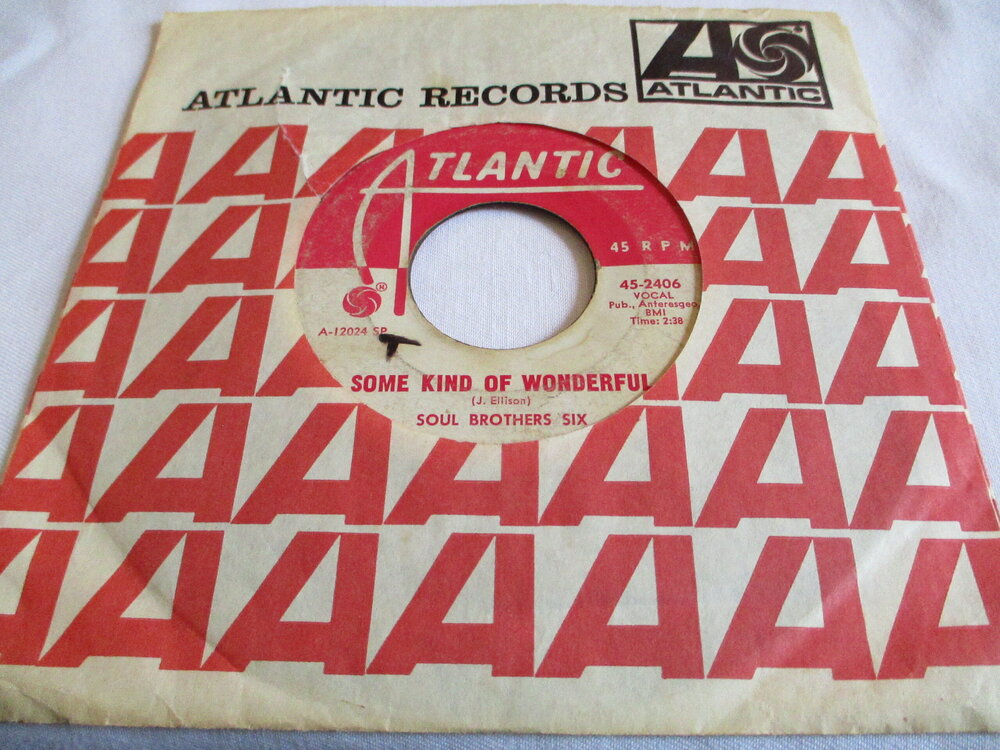 ATLANTIC RECORDS
A
ATLANTIC
ATLANTIC
45 RPM
®
45-2406
VOCAL
Pub., Anteresgeo
BMI
Time: 2:38
A-12024 SP
T
SOME KIND OF WONDERFUL
(J. Ellison)
SOUL BROTHERS SIX